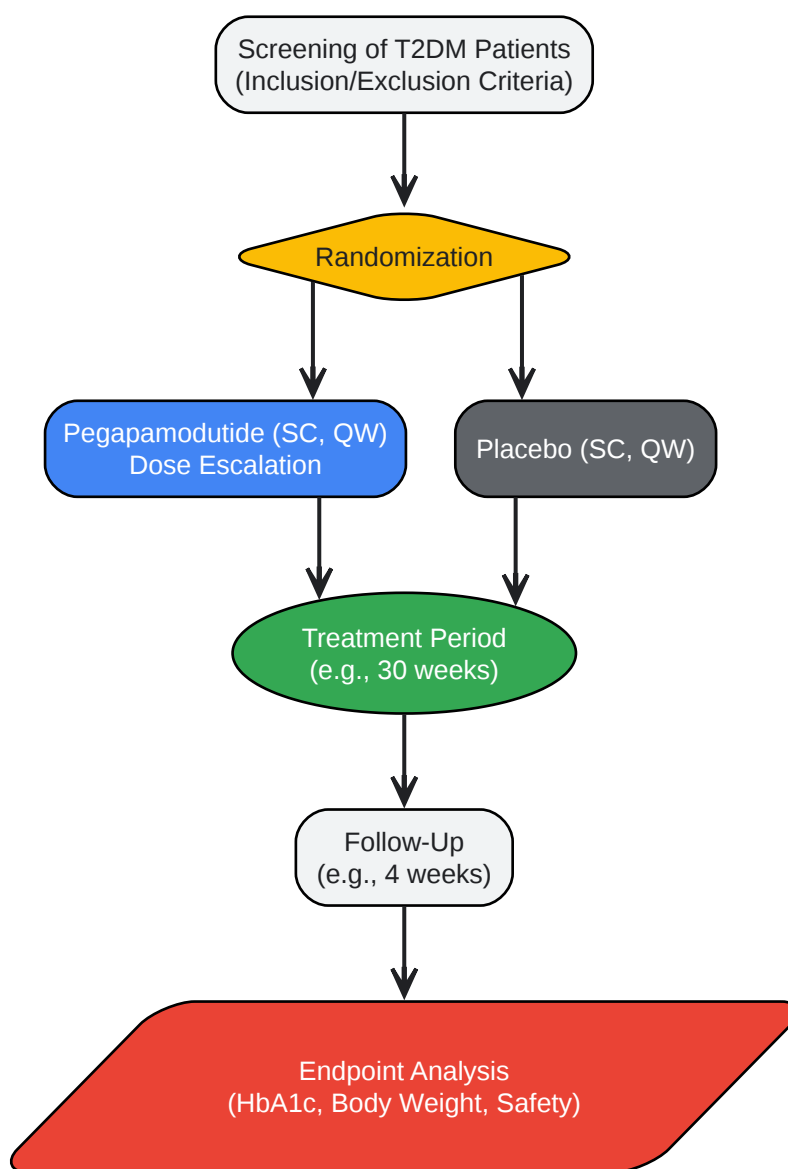 Screening of T2DM Patients
(Inclusion/Exclusion Criteria)
Randomization
Pegapamodutide (SC, QW)
Dose Escalation
Placebo (SC, QW)
Treatment Period
(e.g., 30 weeks)
Follow-Up
(e.g., 4 weeks)
Endpoint Analysis
(HbA1c, Body Weight, Safety)